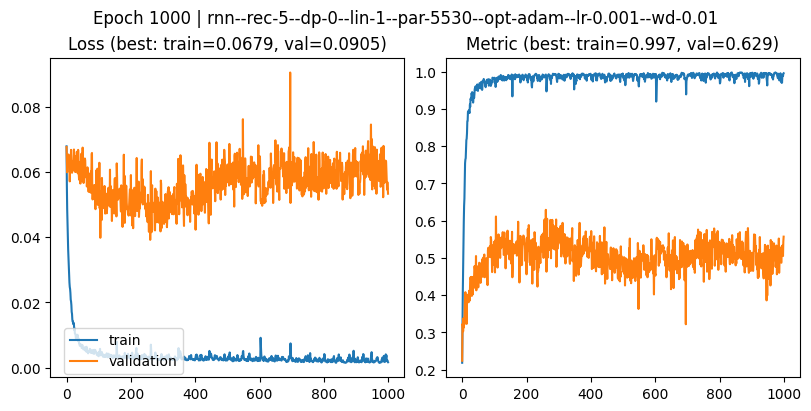 Epoch 1000 | rnn--rec-5--dp-0--lin-1--par-5530--opt-adam--lr-0.001--wd-0.01
Loss (best: train=0.0679, val=0.0905)
0.08
0.06
0.04
0.02
0.00
train
validation
0 200 400 600 800 1000
Metric (best: train=0.997, val=0.629)
1.0
0.9
0.8
0.7
0.6
0.5
0.4
0.3
0.2
0 200 400 600 800 1000